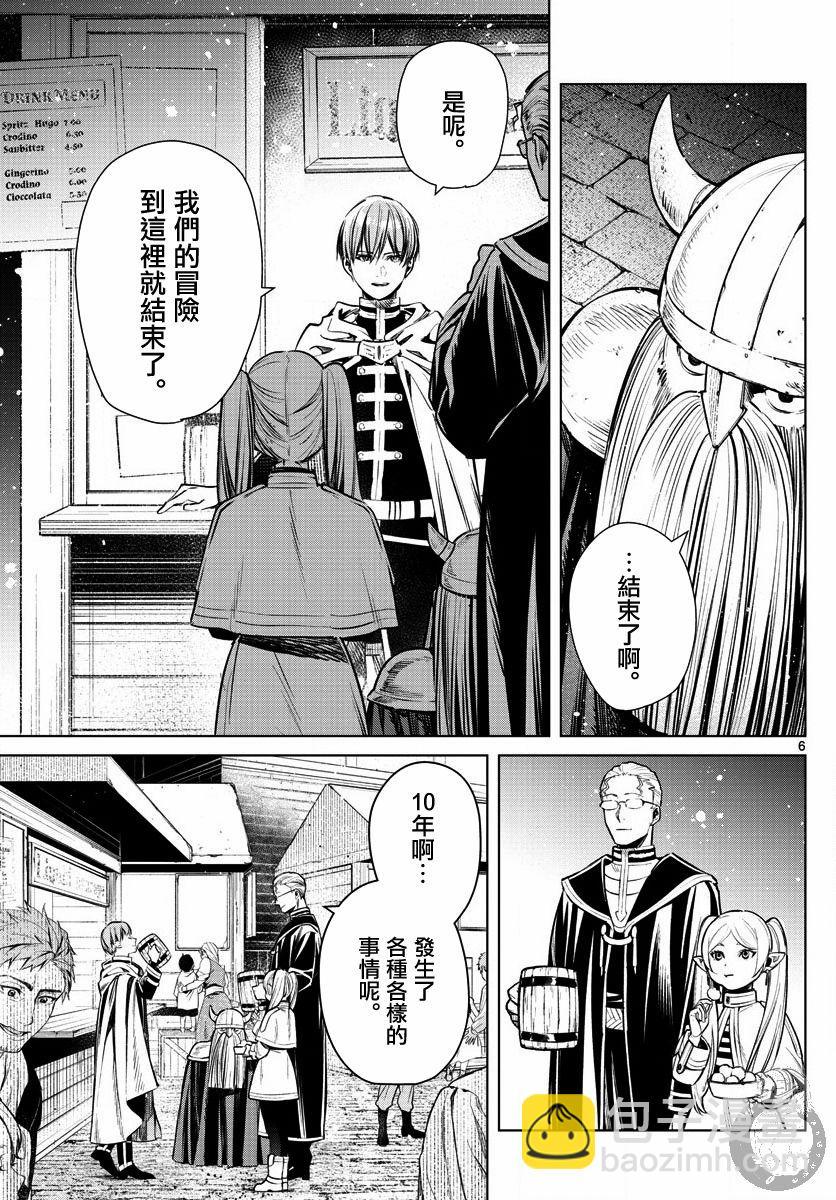 …結束了啊。
是呢。
我們的冒險
到這裡就結束了。
DRINK MENU
Spritz Hugo 7.00
Crodino 6.50
Sanbitter 4.50
Gingerino 5.00
Crodino 6.00
Cioccolata 5.50
6
10年啊…
發生了
各種各樣的
事情呢。
包子漫畫
baozimh.com